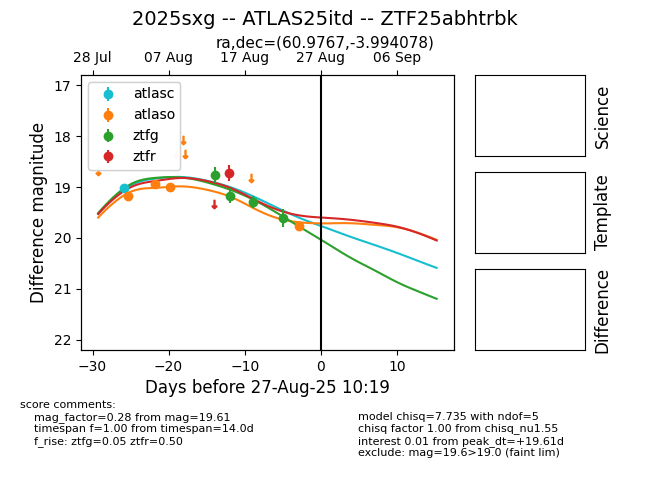 2025sxg -- ATLAS25itd -- ZTF25abhtrbk
ra,dec=(60.9767,-3.994078)
28 Jul 07 Aug 17 Aug 27 Aug 06 Sep
atlasc
atlaso
ztfg
ztfr
17
18
19
20
21
22
Difference magnitude
−30 −20 −10 0 10
Days before 27-Aug-25 10:19
Science
Template
Difference
score comments:
mag_factor=0.28 from mag=19.61
timespan f=1.00 from timespan=14.0d
f_rise: ztfg=0.05 ztfr=0.50
model chisq=7.735 with ndof=5
chisq factor 1.00 from chisq_nu1.55
interest 0.01 from peak_dt=+19.61d
exclude: mag=19.6>19.0 (faint lim)